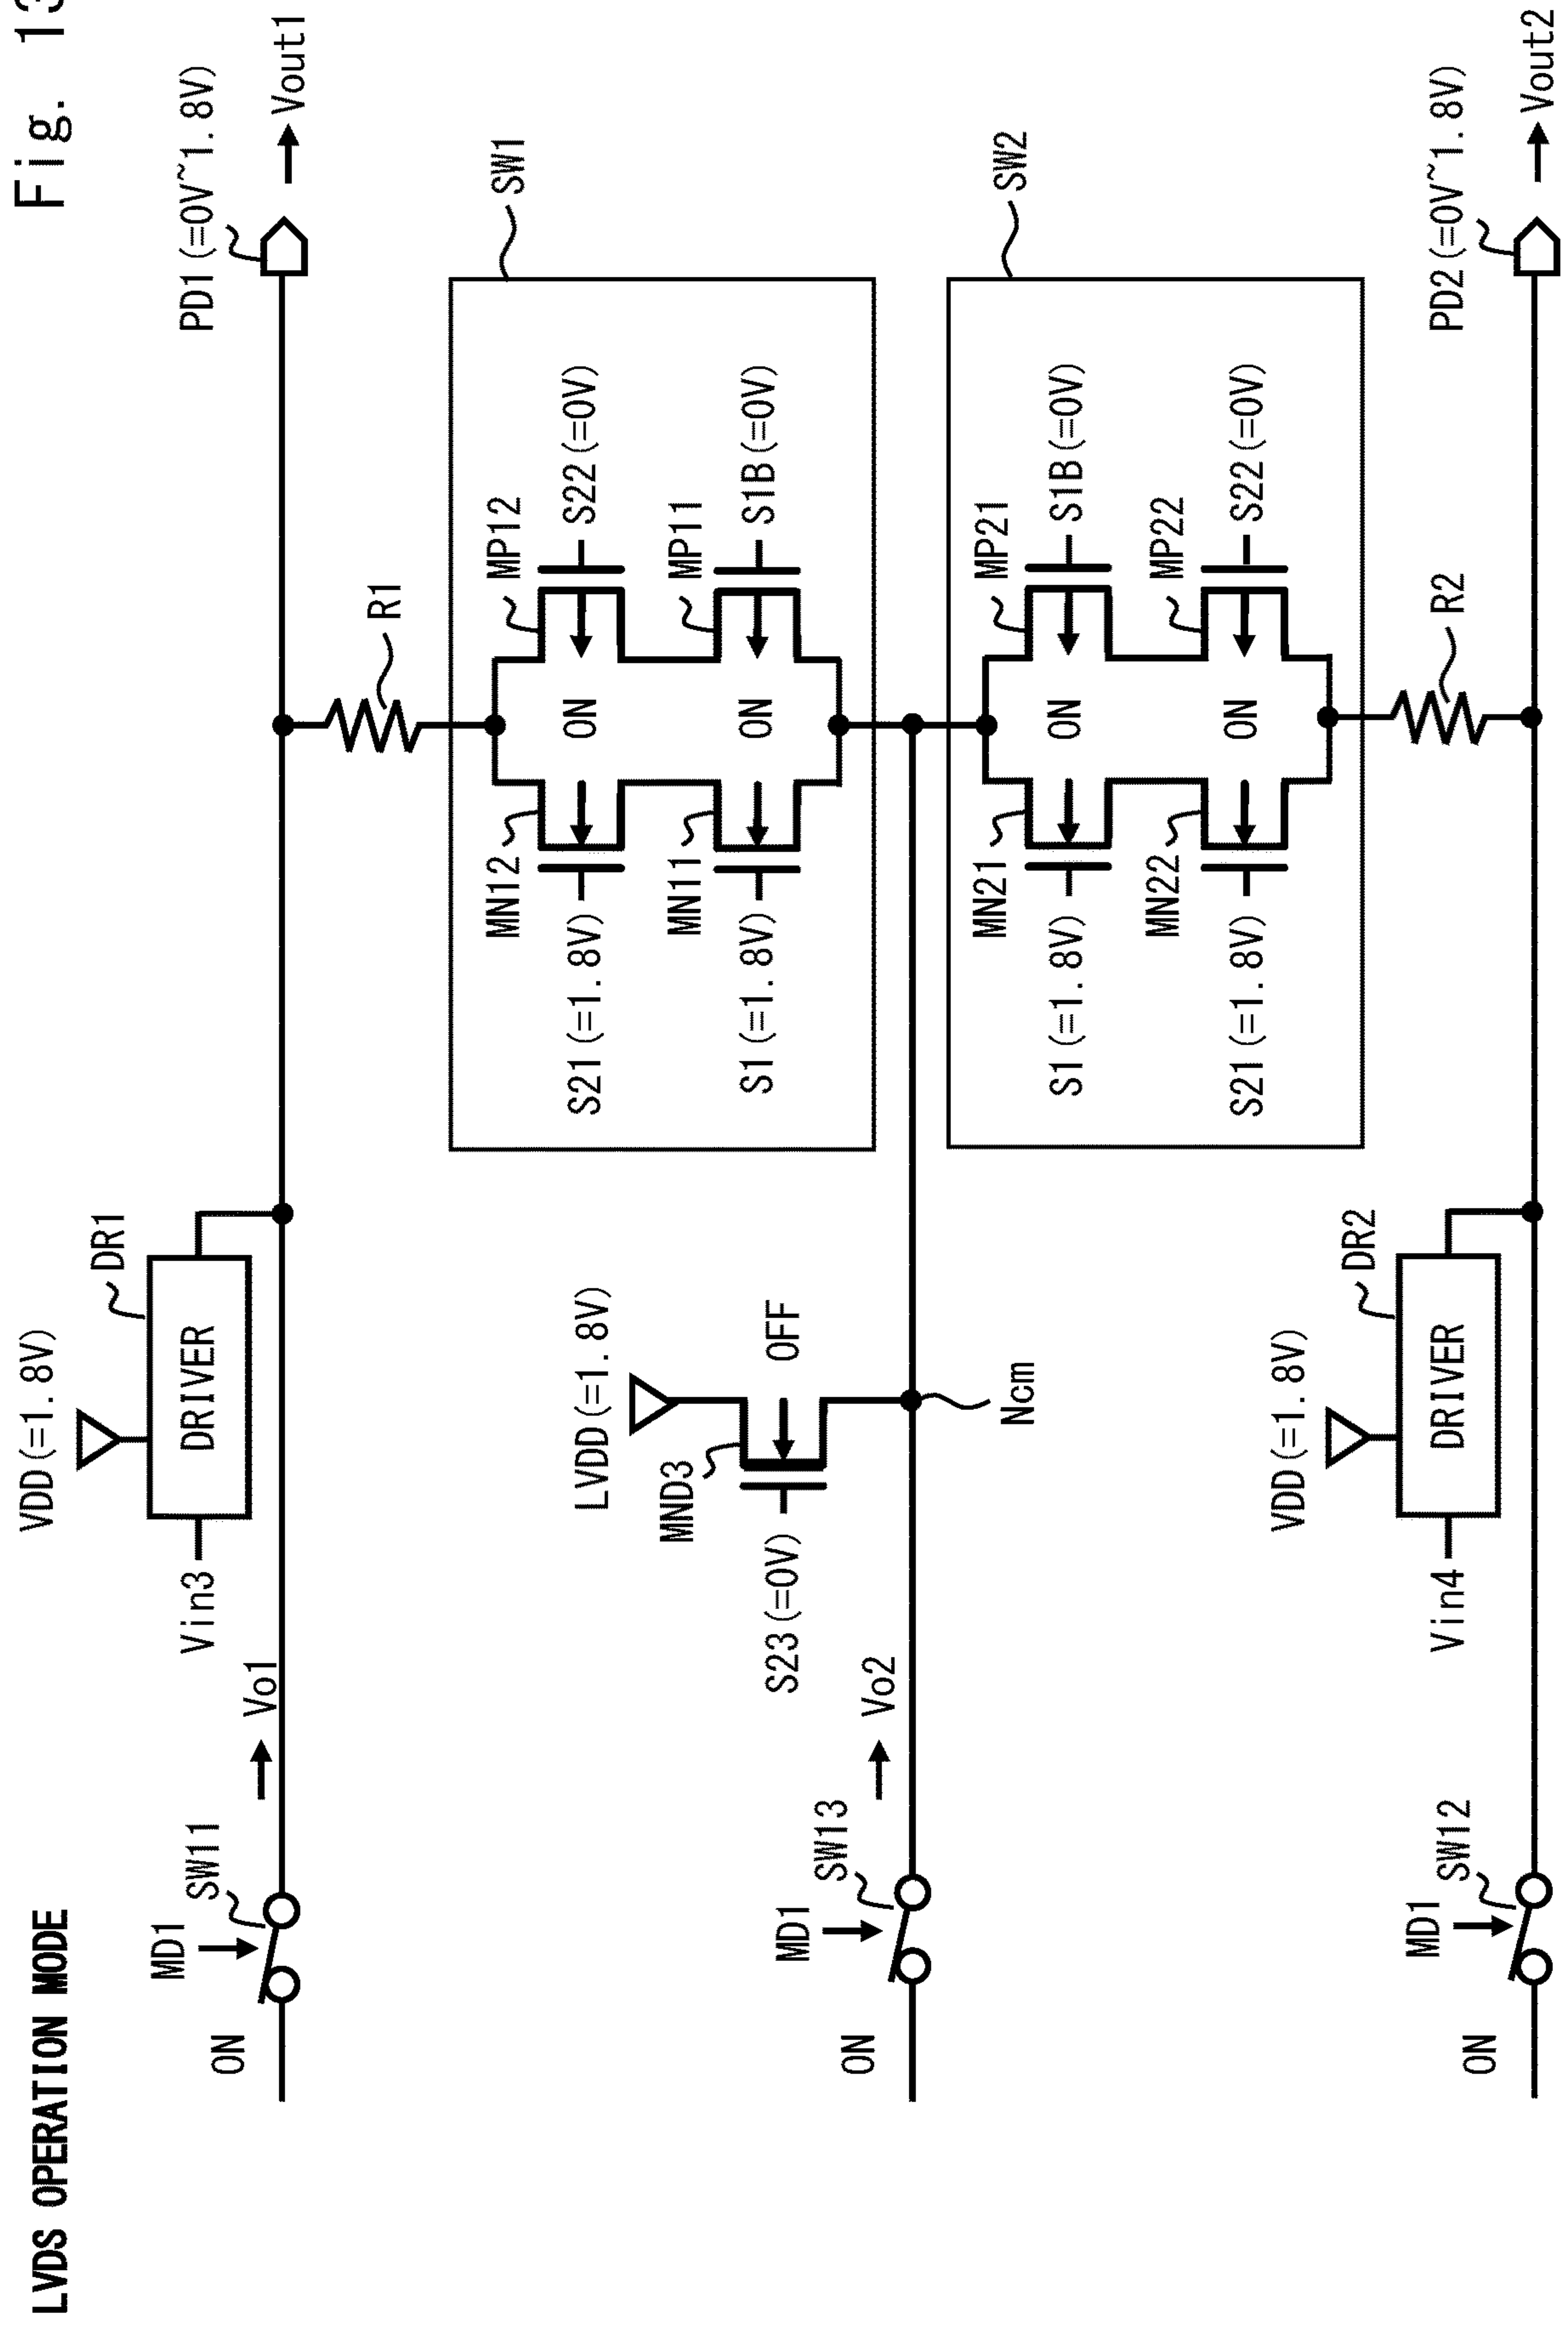 Fig. 13
LVDS OPERATION MODE
VDD(=1.8V)
DR1
DRIVER
Vin3
MD1
SW11
ON
Vo1
PD1(=0V~1.8V)
Vout1
R1
SW1
MN12
S21(=1.8V)
ON
MP12
S22(=0V)
MN11
S1(=1.8V)
ON
MP11
S1B(=0V)
LVDD(=1.8V)
MND3
S23(=0V)
OFF
MD1
SW13
ON
Vo2
Ncm
SW2
MN21
S1(=1.8V)
ON
MP21
S1B(=0V)
MN22
S21(=1.8V)
ON
MP22
S22(=0V)
R2
VDD(=1.8V)
DR2
DRIVER
Vin4
MD1
SW12
ON
PD2(=0V~1.8V)
Vout2